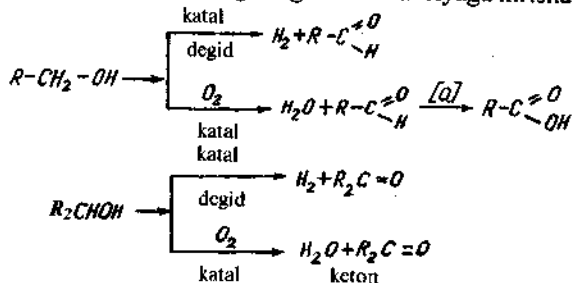 katal
H₂ + R – C =O –H
degid
R – CH₂ – OH
O₂
H₂O + R – C =O –H
[O]
R – C =O –OH
katal
katal
H₂ + R₂C = O
degid
R₂CHOH
O₂
H₂O + R₂C = O
katal
keton